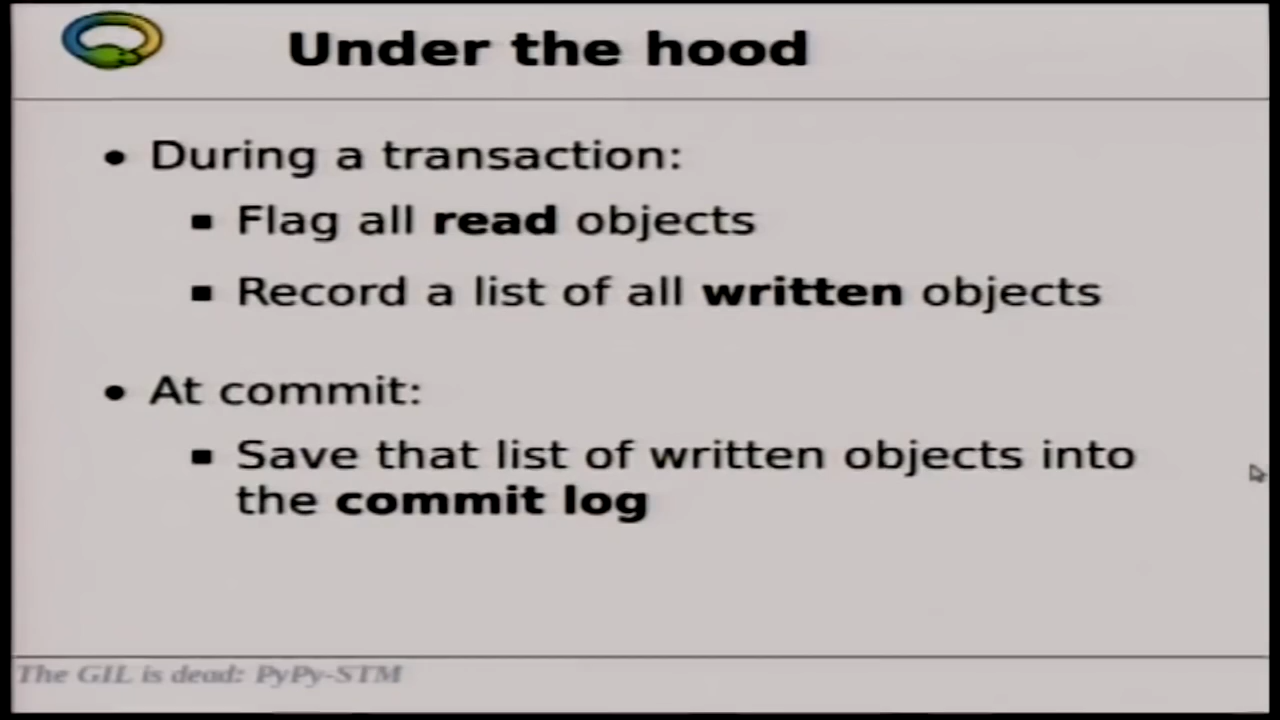 Under the hood
• During a transaction:
▪ Flag all read objects
▪ Record a list of all written objects
• At commit:
▪ Save that list of written objects into
the commit log
The GIL is dead: PyPy-STM